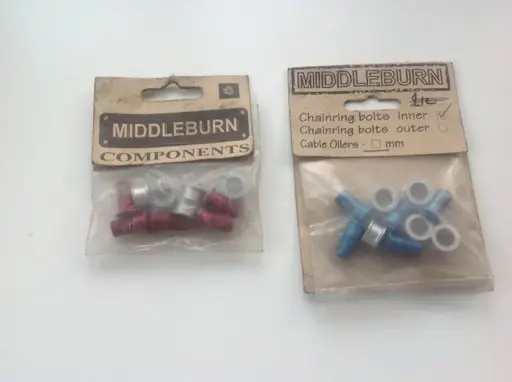 MIDDLEBURN
COMPONENTS
MIDDLEBURN
Chainring bolts inner
Chainring bolts outer
Cable Oilers - mm